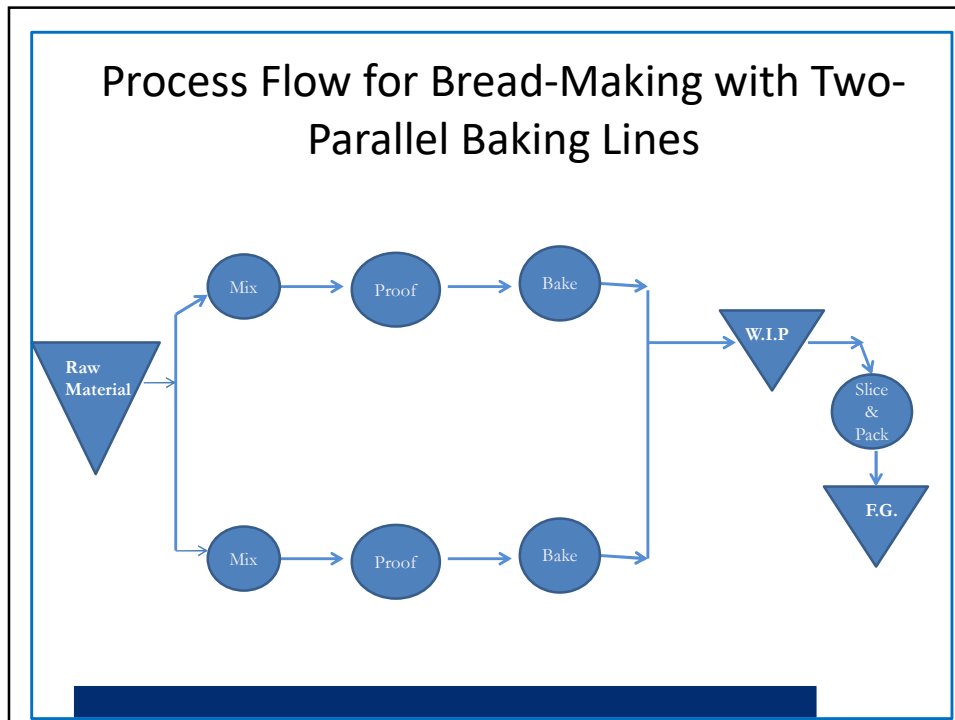 Process Flow for Bread-Making with Two-
Parallel Baking Lines
Mix
Proof
Bake
Raw
Material
W.I.P
Slice
&
Pack
F.G.
Mix
Proof
Bake